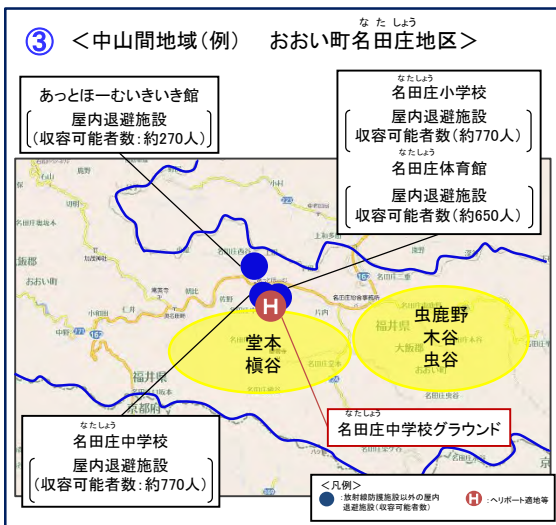 ③ <中山間地域(例) おおい町名田庄地区>
なたしょう
あっとほーむいきいき館
屋内退避施設
(収容可能者数:約270人)
なたしょう
名田庄小学校
屋内退避施設
収容可能者数(約770人)
なたしょう
名田庄体育館
屋内退避施設
収容可能者数(約650人)
H
堂本
槇谷
虫鹿野
木谷
虫谷
福井県
京都府
福井県
大飯郡
おおい町
なたしょう
名田庄中学校
屋内退避施設
(収容可能者数:約770人)
なたしょう
名田庄中学校グラウンド
<凡例>
:放射線防護施設以外の屋内
退避施設(収容可能者数)
H :ヘリポート適地等